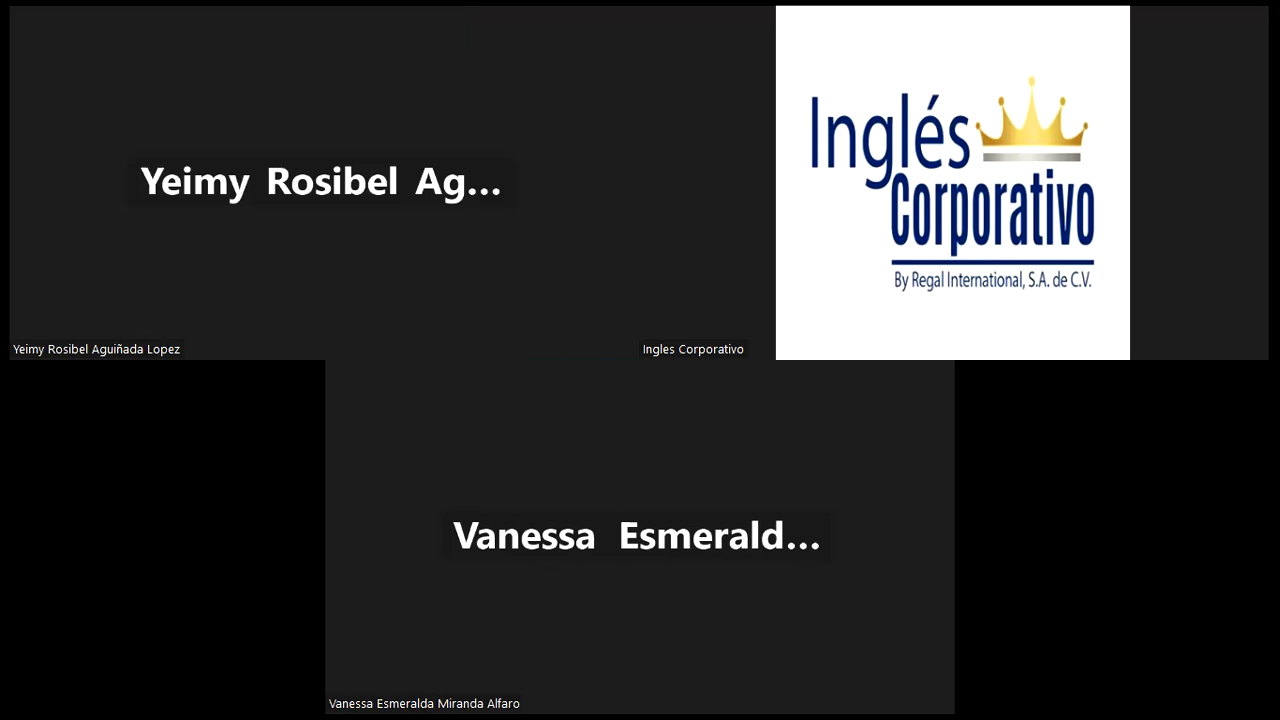 Yeimy Rosibel Ag...
Yeimy Rosibel Aguiñada Lopez
Inglés
Corporativo
By Regal International, S.A. de C.V.
Ingles Corporativo
Vanessa Esmerald...
Vanessa Esmeralda Miranda Alfaro